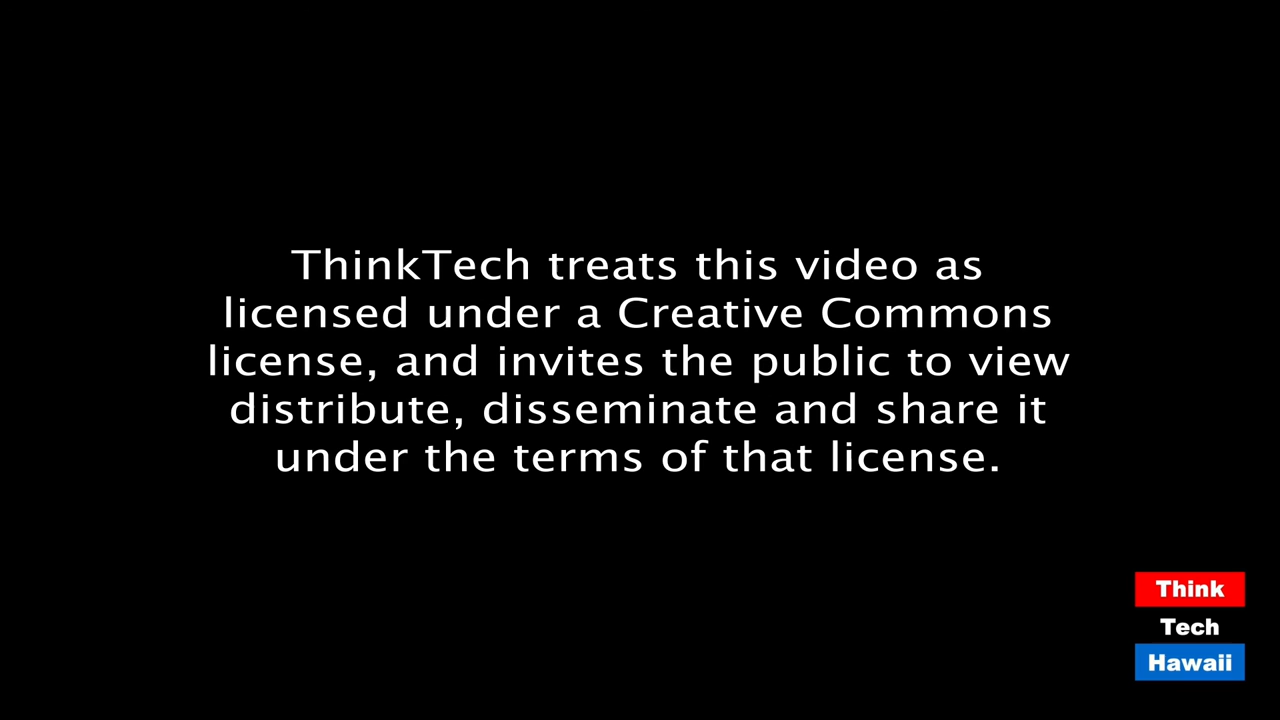 ThinkTech treats this video as
licensed under a Creative Commons
license, and invites the public to view
distribute, disseminate and share it
under the terms of that license.
Think
Tech
Hawaii